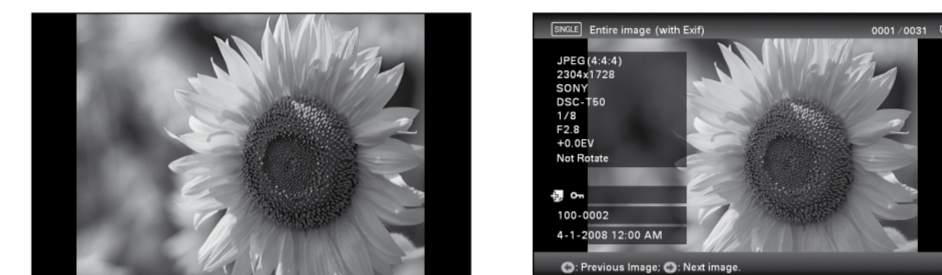 SINGLE Entire image (with Exif) 0001/0031
JPEG(4:4:4)
2304x1728
SONY
DSC-T50
1/8
F2.8
+0.0EV
Not Rotate
100-0002
4-1-2008 12:00 AM
: Previous Image; : Next image.